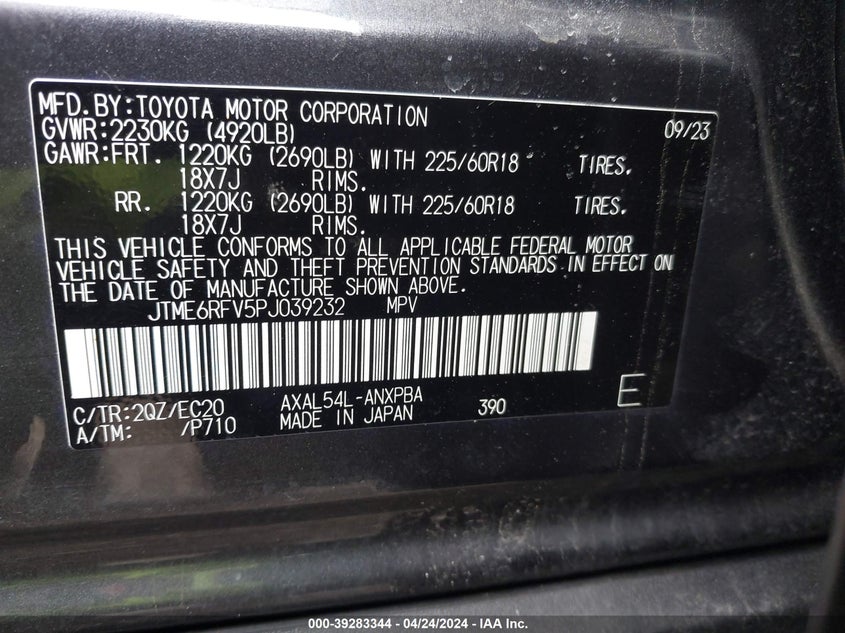 MFD.BY:TOYOTA MOTOR CORPORATION 09/23
GVWR:2230KG (4920LB)
GAWR:FRT. 1220KG (2690LB) WITH 225/60R18 TIRES.
18X7J RIMS.
RR. 1220KG (2690LB) WITH 225/60R18 TIRES.
18X7J RIMS.
THIS VEHICLE CONFORMS TO ALL APPLICABLE FEDERAL MOTOR
VEHICLE SAFETY AND THEFT PREVENTION STANDARDS IN EFFECT ON
THE DATE OF MANUFACTURE SHOWN ABOVE.
JTME6RFV5PJ039232 MPV
C/TR:2QZ/EC20 AXAL54L-ANXPBA 390 E
A/TM: /P710 MADE IN JAPAN
000-39283344 - 04/24/2024 - IAA Inc.